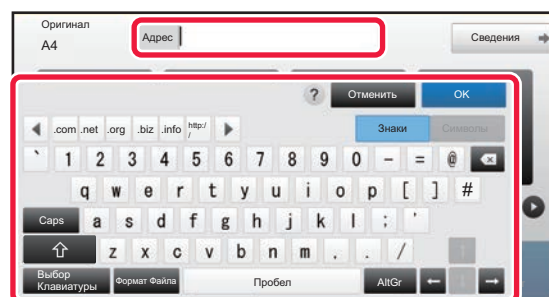 Оригинал
A4
Адрес
Сведения
? Отменить OK
.com .net .org .biz .info http:/
/
Знаки Символы
` 1 2 3 4 5 6 7 8 9 0 - = @
q w e r t y u i o p [ ] #
Caps a s d f g h j k l ; '
z x c v b n m . . /
Выбор
Клавиатуры
Формат Файла Пробел AltGr